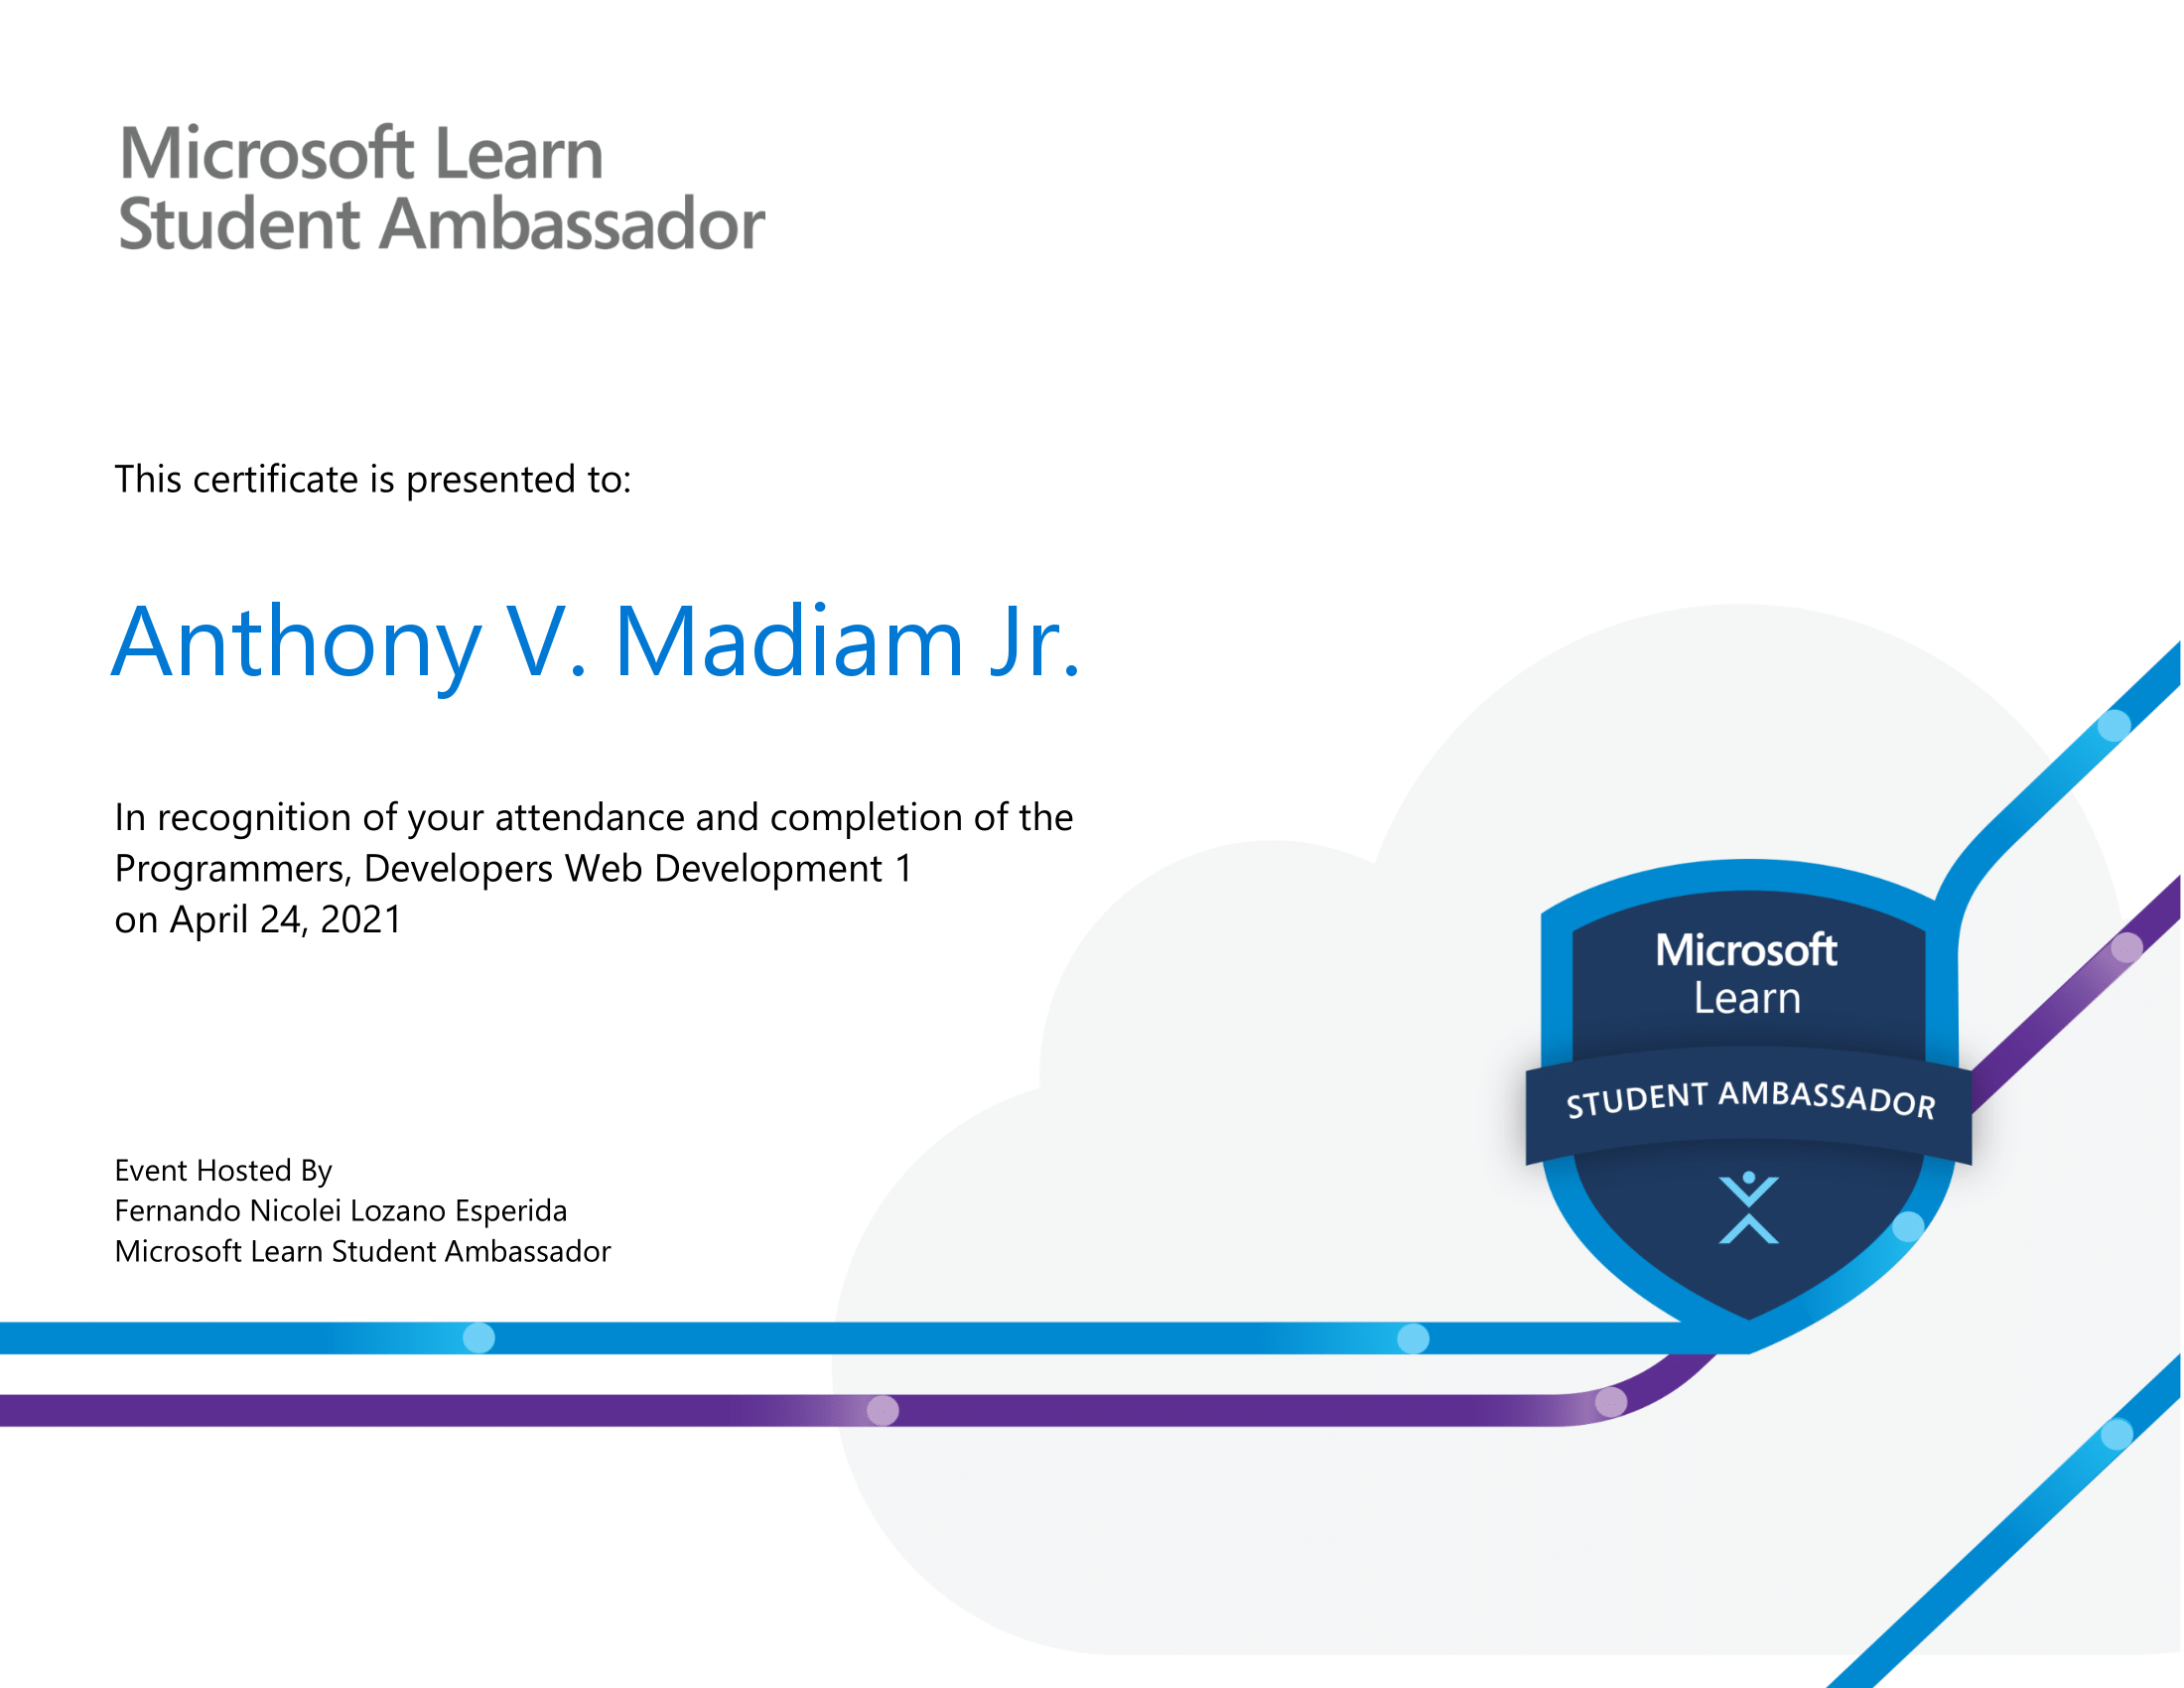 Microsoft Learn
Student Ambassador
This certificate is presented to:
Anthony V. Madiam Jr.
In recognition of your attendance and completion of the
Programmers, Developers Web Development 1
on April 24, 2021
Microsoft
Learn
STUDENT AMBASSADOR
Event Hosted By
Fernando Nicolei Lozano Esperida
Microsoft Learn Student Ambassador